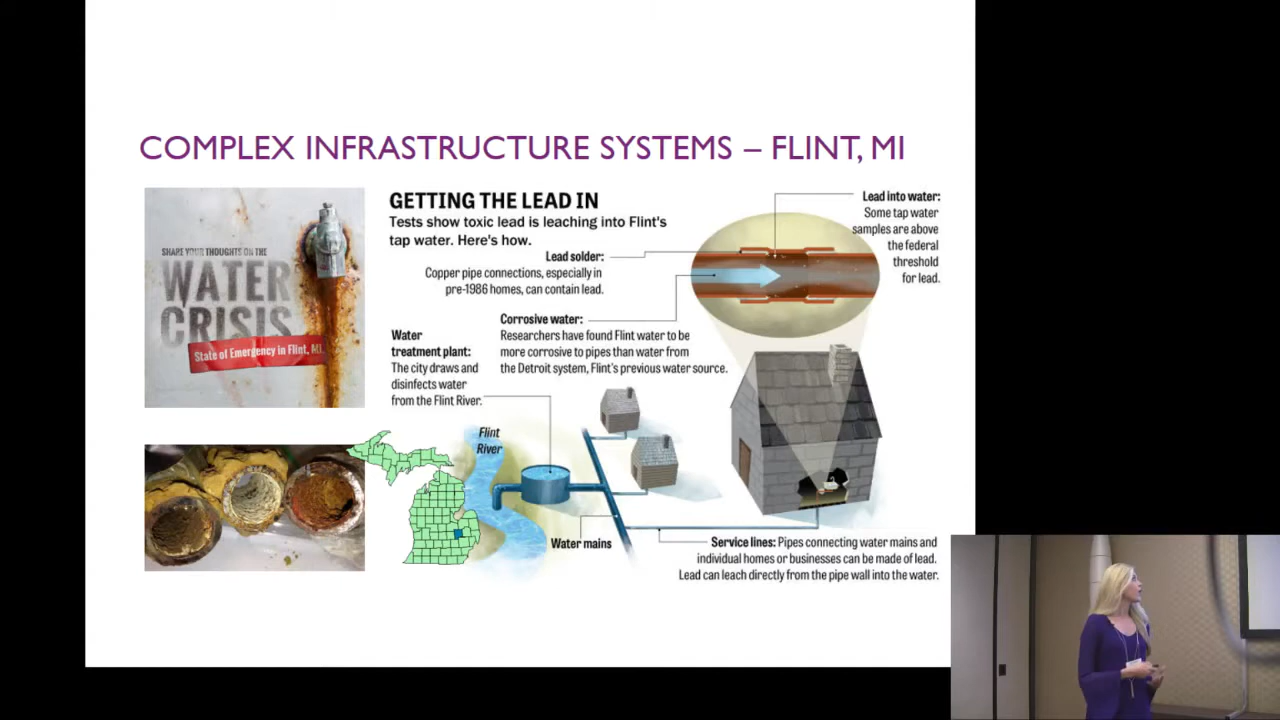 COMPLEX INFRASTRUCTURE SYSTEMS – FLINT, MI
SHARE YOUR THOUGHTS ON THE
WATER
CRISIS
State of Emergency in Flint, MI.
GETTING THE LEAD IN
Tests show toxic lead is leaching into Flint's
tap water. Here's how.
Lead solder:
Copper pipe connections, especially in
pre-1986 homes, can contain lead.
Lead into water:
Some tap water
samples are above
the federal
threshold
for lead.
Corrosive water:
Researchers have found Flint water to be
more corrosive to pipes than water from
the Detroit system, Flint's previous water source.
Water
treatment plant:
The city draws and
disinfects water
from the Flint River.
Flint
River
Water mains
Service lines: Pipes connecting water mains and
individual homes or businesses can be made of lead.
Lead can leach directly from the pipe wall into the water.